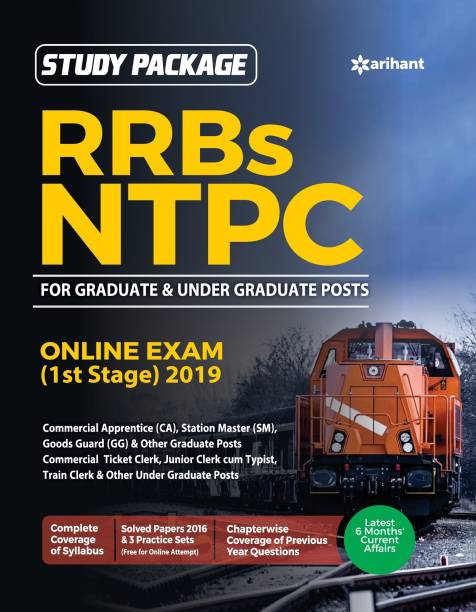 STUDY PACKAGE
arihant
RRBs
NTPC
FOR GRADUATE & UNDER GRADUATE POSTS
ONLINE EXAM
(1st Stage) 2019
Commercial Apprentice (CA), Station Master (SM),
Goods Guard (GG) & Other Graduate Posts
Commercial Ticket Clerk, Junior Clerk cum Typist,
Train Clerk & Other Under Graduate Posts
Complete
Coverage
of Syllabus
Solved Papers 2016
& 3 Practice Sets
(Free for Online Attempt)
Chapterwise
Coverage of Previous
Year Questions
Latest
6 Months'
Current
Affairs